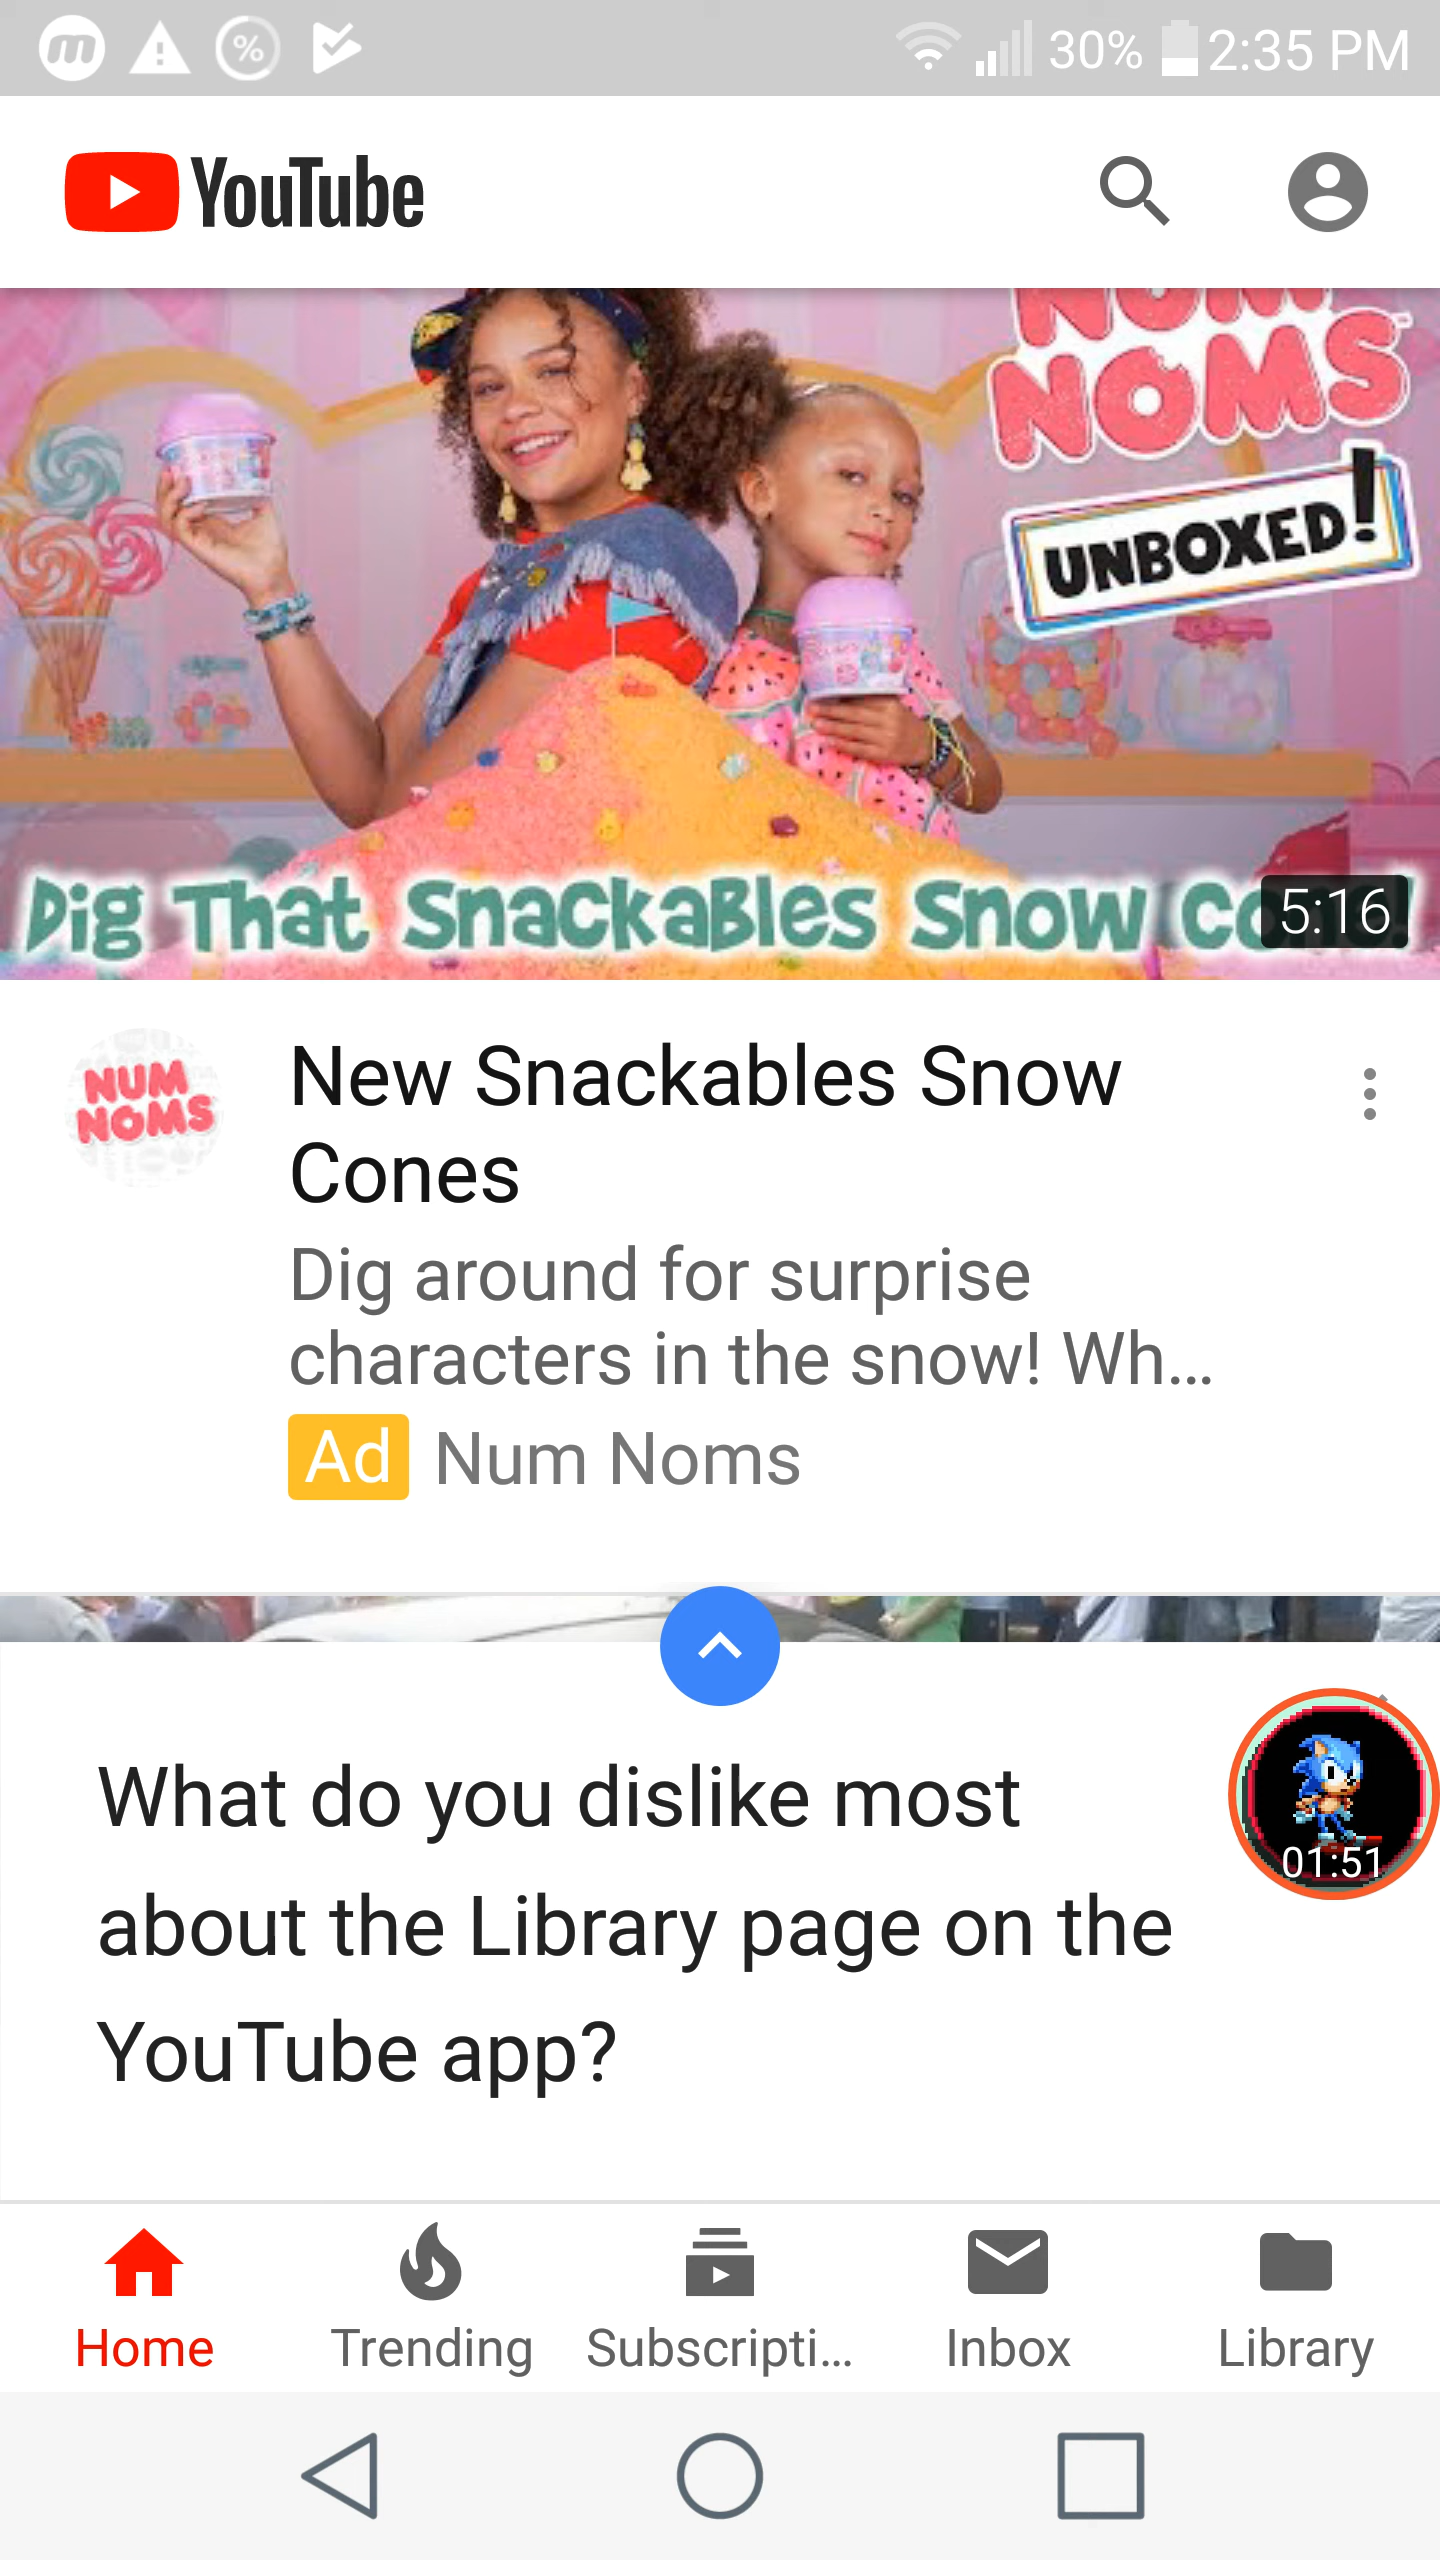 30% 2:35 PM
YouTube
NUM
NOMS
UNBOXED!
Dig That Snackables Snow
5:16
NUM
NOMS
New Snackables Snow
Cones
Dig around for surprise
characters in the snow! Wh...
Ad Num Noms
What do you dislike most
about the Library page on the
YouTube app?
01:51
Home Trending Subscripti... Inbox Library